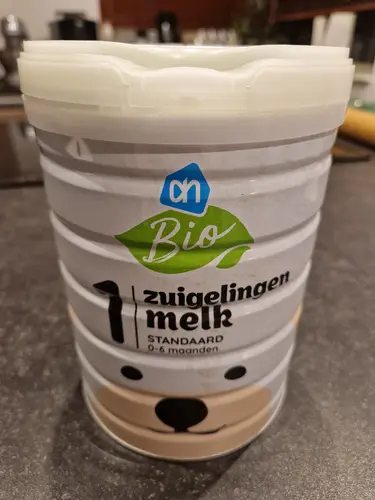 ah
Bio
1
zuigelingen
melk
STANDAARD
0-6 maanden